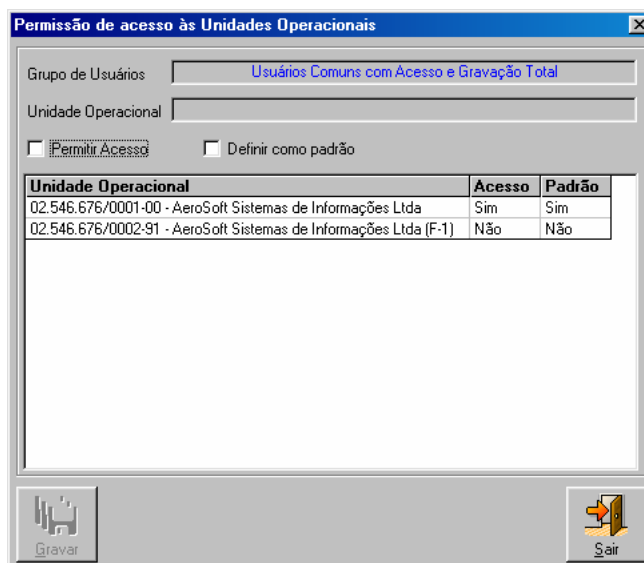 Permissão de acesso às Unidades Operacionais
Grupo de Usuários Usuários Comuns com Acesso e Gravação Total
Unidade Operacional
Permitir Acesso Definir como padrão
Unidade Operacional Acesso Padrão
02.546.676/0001-00 - AeroSoft Sistemas de Informações Ltda Sim Sim
02.546.676/0002-91 - AeroSoft Sistemas de Informações Ltda (F-1) Não Não
Gravar Sair